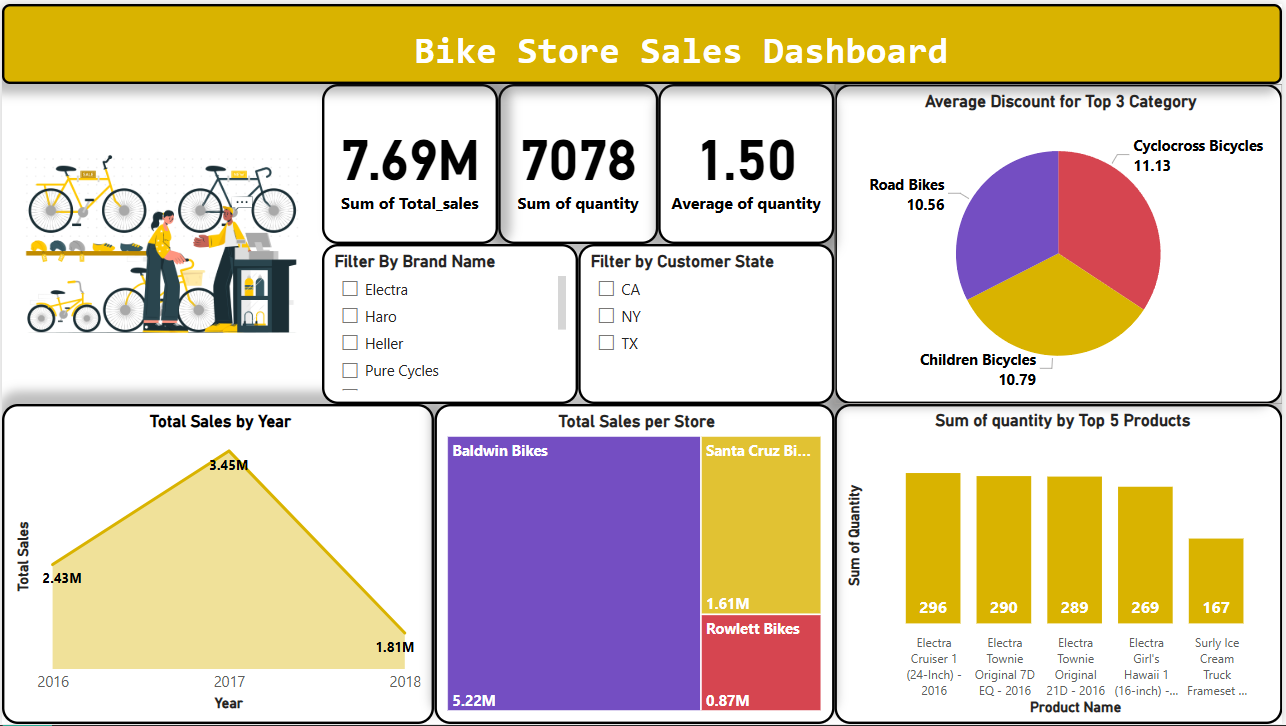 Bike Store Sales Dashboard
7.69M
Sum of Total_sales
7078
Sum of quantity
1.50
Average of quantity
Average Discount for Top 3 Category
Cyclocross Bicycles
11.13
Road Bikes
10.56
Children Bicycles
10.79
Filter By Brand Name
Electra
Haro
Heller
Pure Cycles
Filter by Customer State
CA
NY
TX
Total Sales by Year
Total Sales
3.45M
2.43M
1.81M
2016
2017
2018
Year
Total Sales per Store
Baldwin Bikes
5.22M
Santa Cruz Bi...
1.61M
Rowlett Bikes
0.87M
Sum of quantity by Top 5 Products
Sum of Quantity
296
290
289
269
167
Electra
Cruiser 1
(24-Inch) -
2016
Electra
Townie
Original 7D
EQ - 2016
Electra
Townie
Original
21D - 2016
Electra
Girl's
Hawaii 1
(16-inch) -...
Surly Ice
Cream
Truck
Frameset ...
Product Name